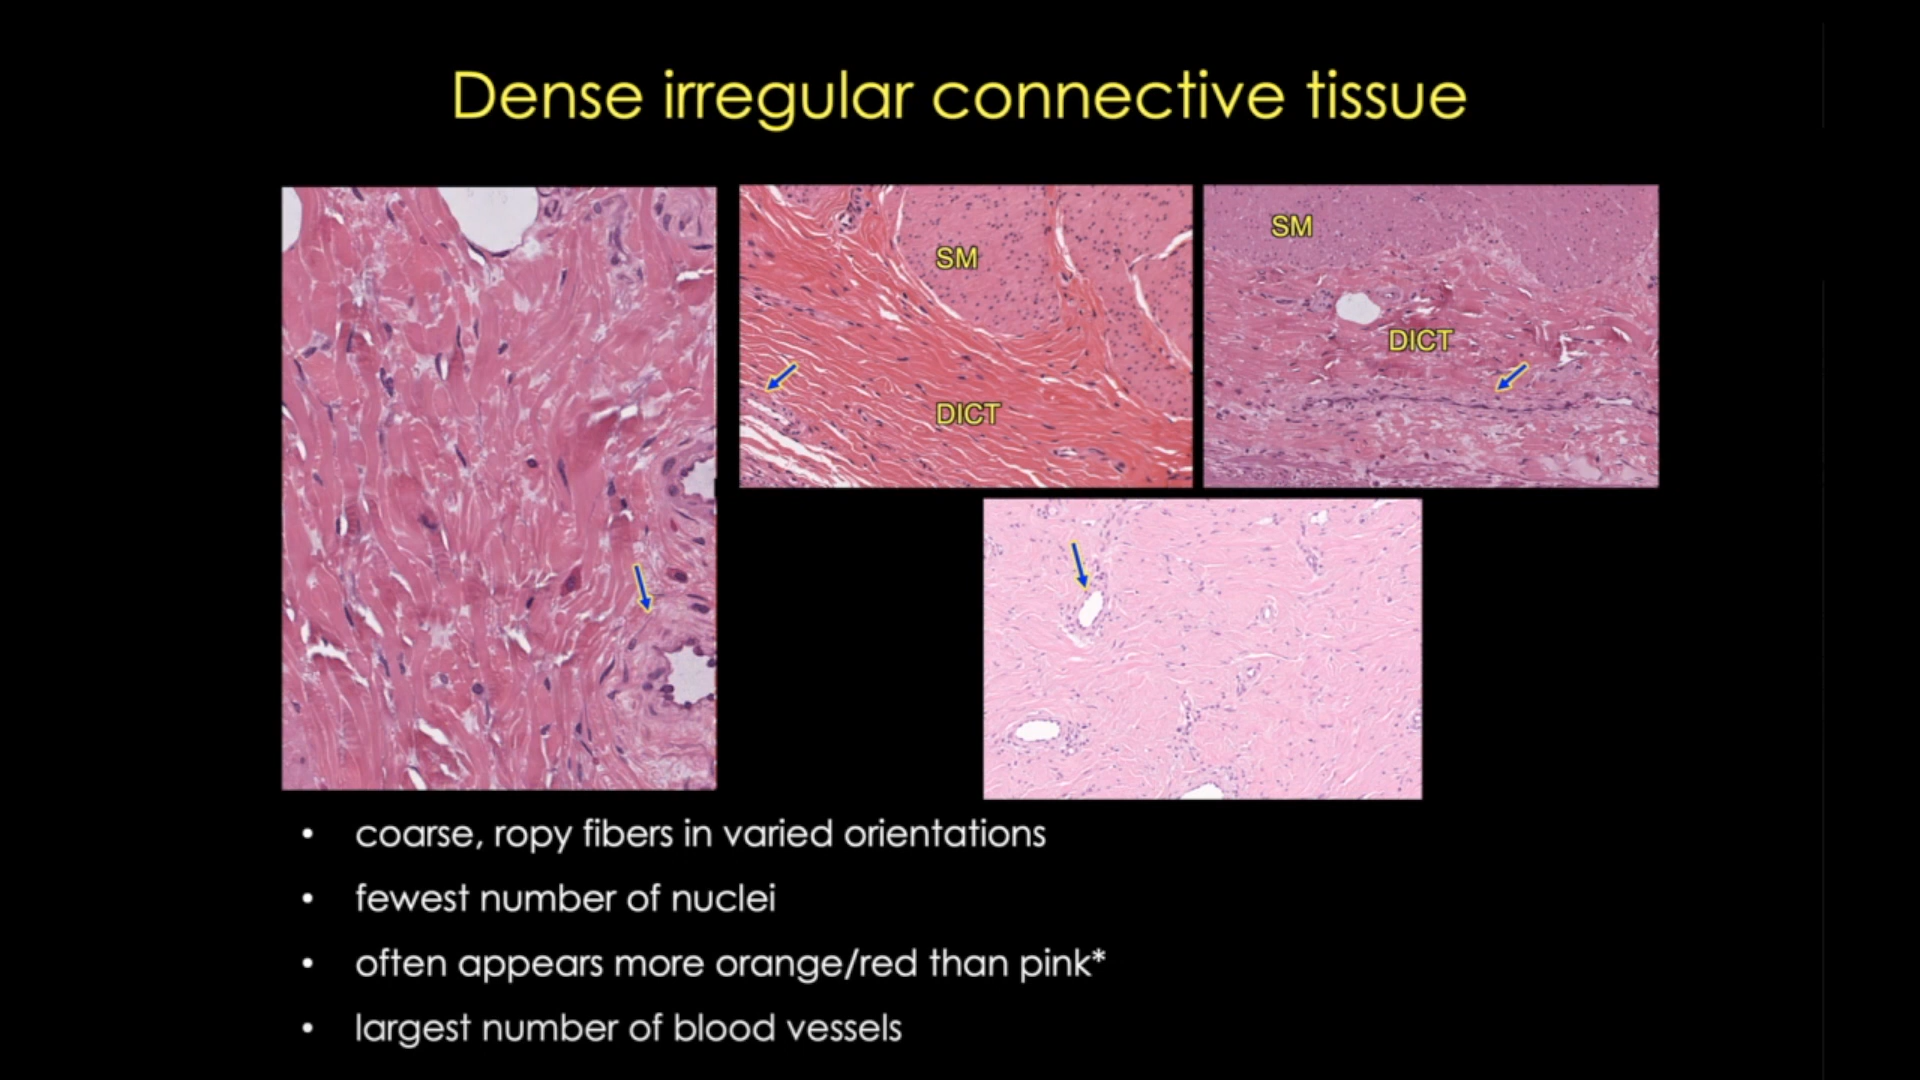 Dense irregular connective tissue
SM
DICT
SM
DICT
• coarse, ropy fibers in varied orientations
• fewest number of nuclei
• often appears more orange/red than pink*
• largest number of blood vessels